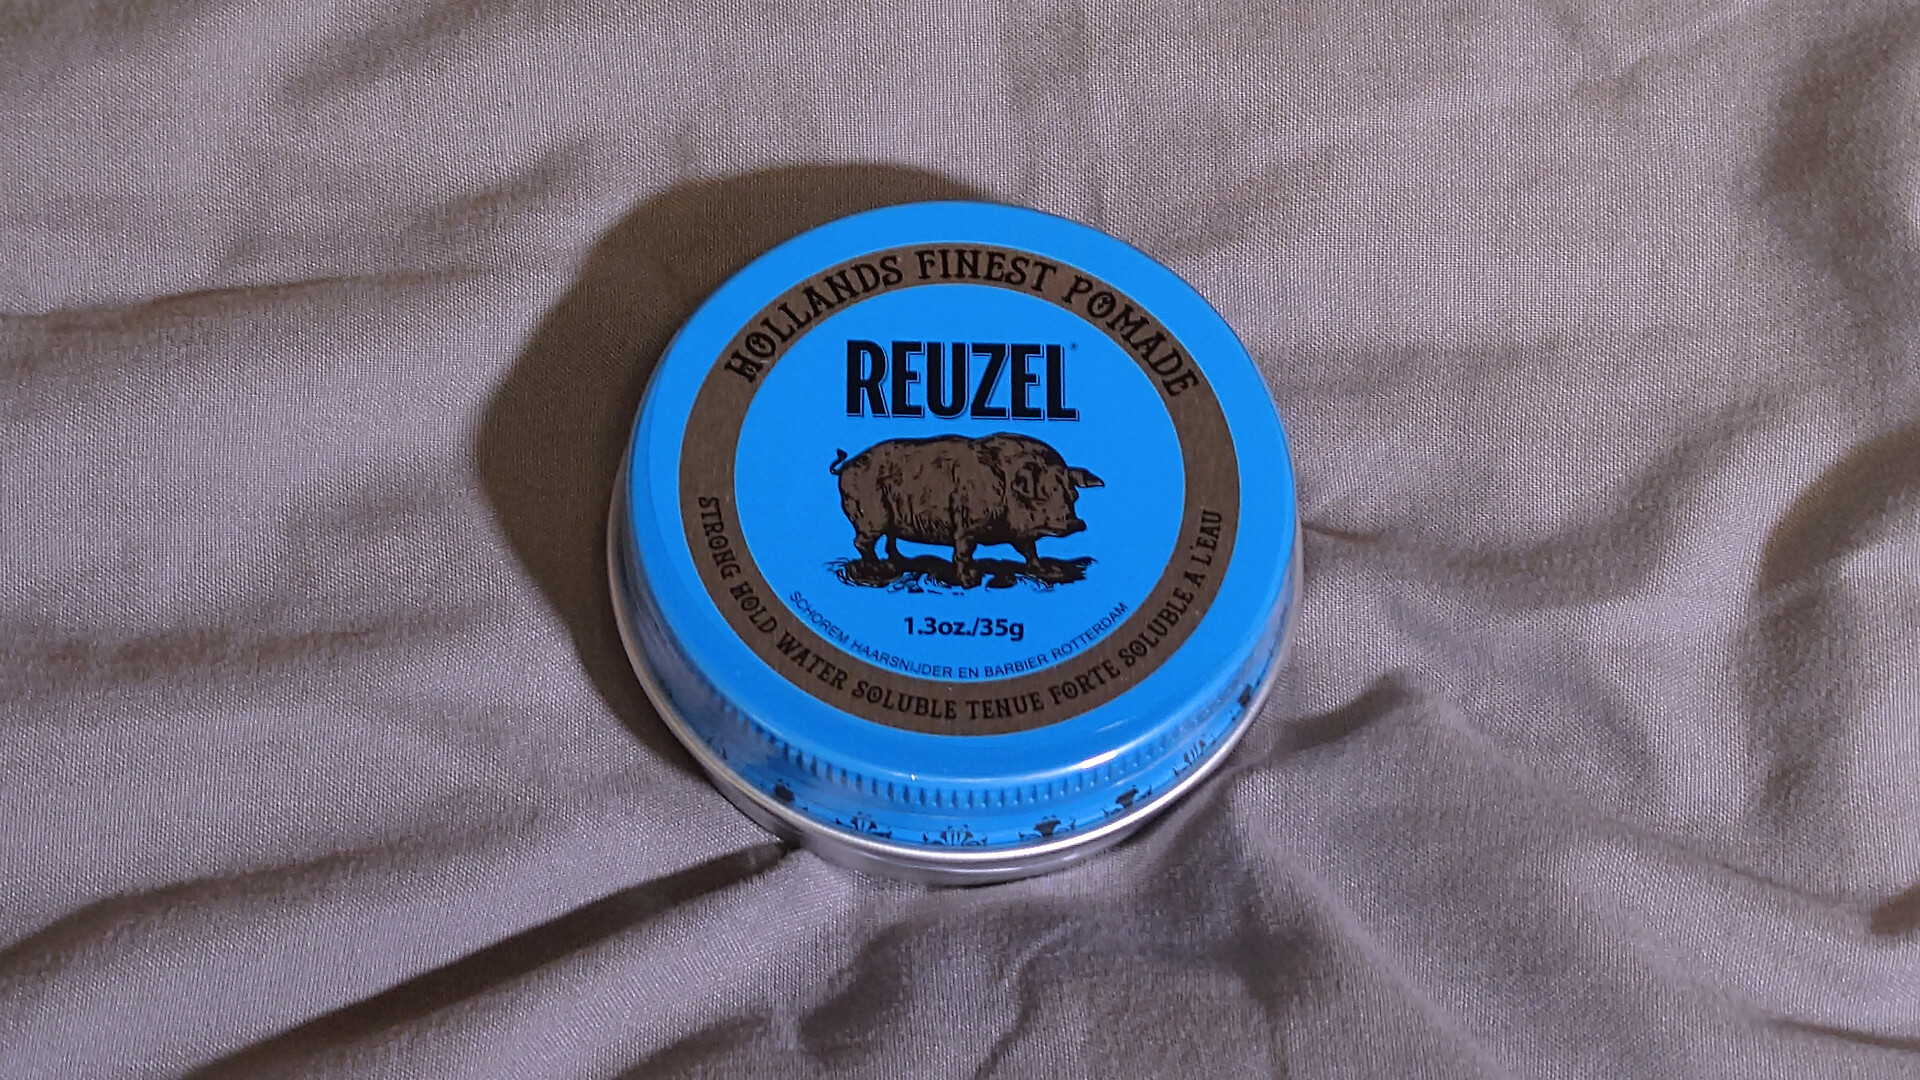 HOLLANDS FINEST POMADE
REUZEL
1.3oz./35g
SCHOREM HAARSNIJDER EN BARBIER ROTTERDAM
STRONG HOLD WATER SOLUBLE TENUE FORTE SOLUBLE A L'EAU